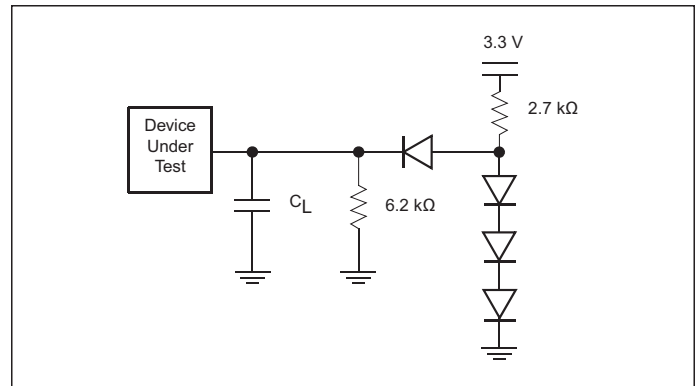 3.3 V
2.7 kΩ
Device
Under
Test
CL
6.2 kΩ